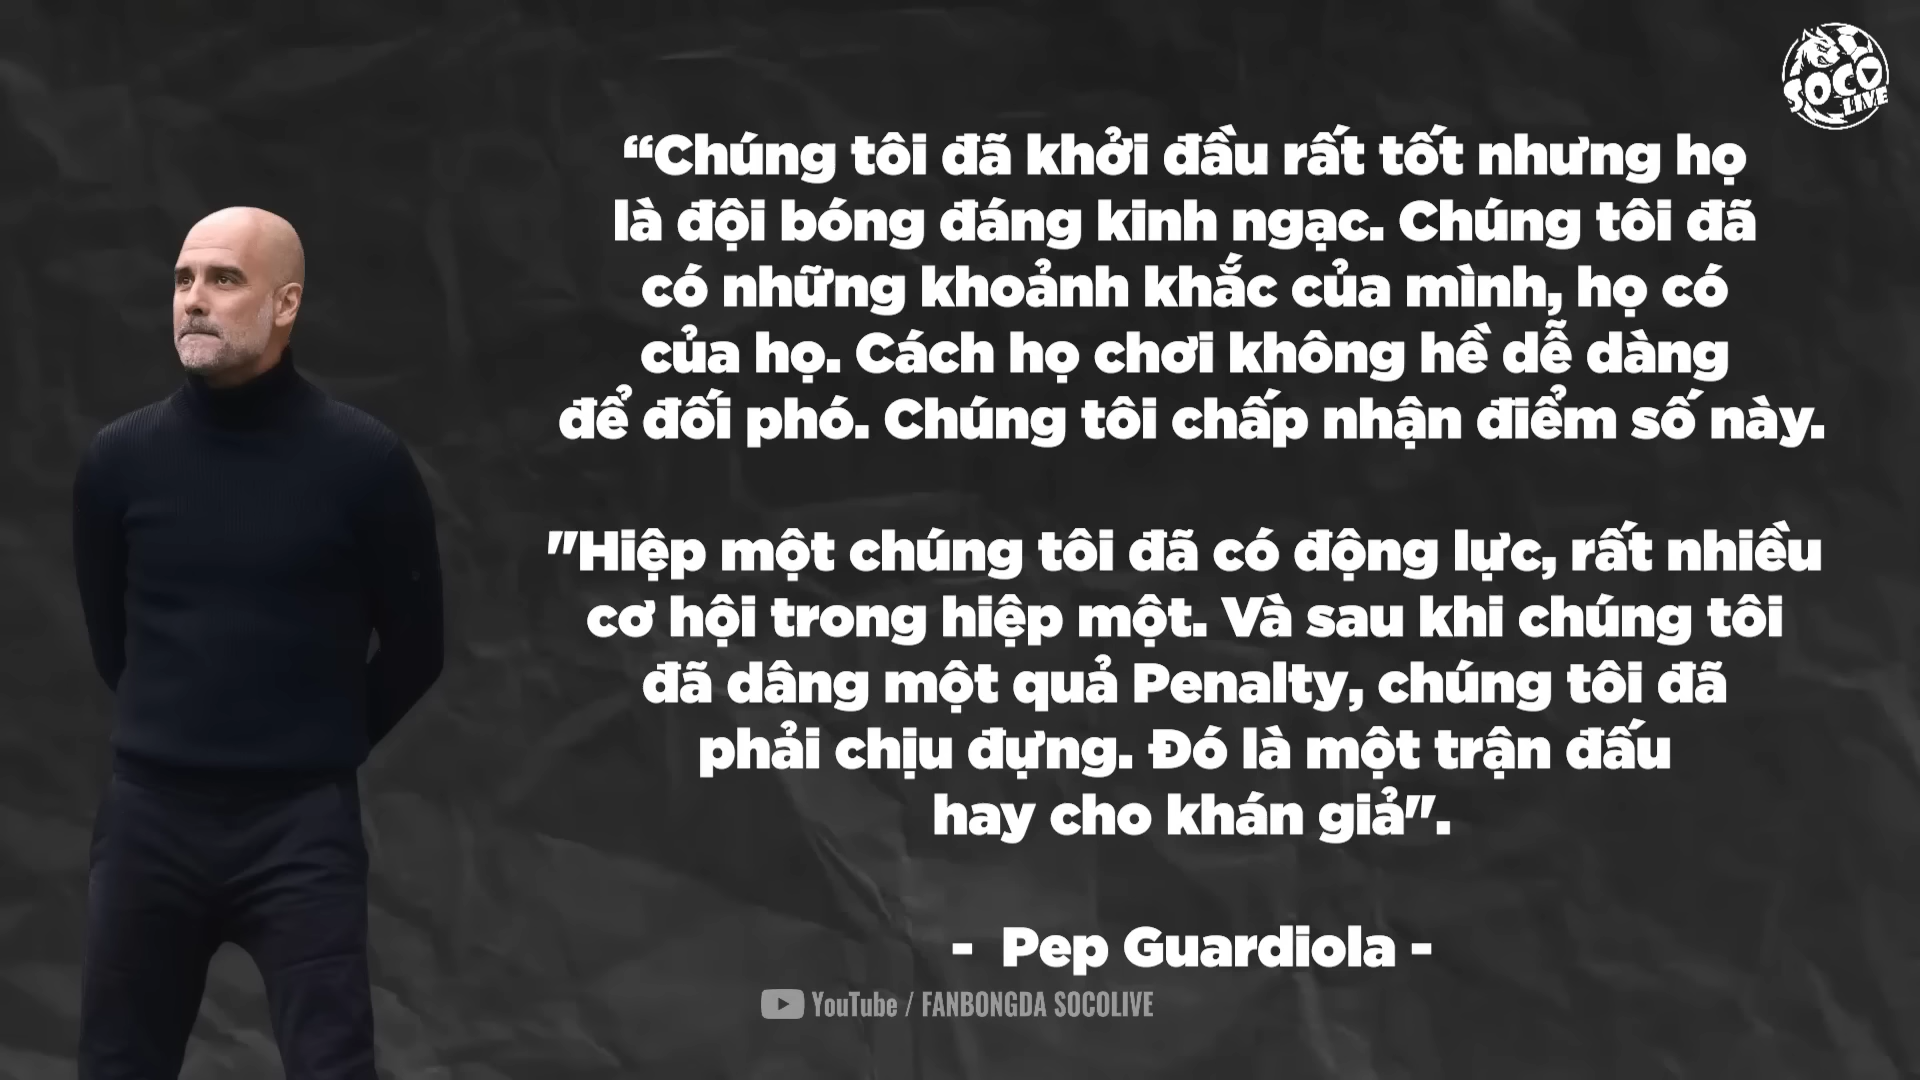 SOCO
LIVE
“Chúng tôi đã khởi đầu rất tốt nhưng họ
là đội bóng đáng kinh ngạc. Chúng tôi đã
có những khoảnh khắc của mình, họ có
của họ. Cách họ chơi không hề dễ dàng
để đối phó. Chúng tôi chấp nhận điểm số này.
"Hiệp một chúng tôi đã có động lực, rất nhiều
cơ hội trong hiệp một. Và sau khi chúng tôi
đã dâng một quả Penalty, chúng tôi đã
phải chịu đựng. Đó là một trận đấu
hay cho khán giả".
- Pep Guardiola -
YouTube / FANBONGDA SOCOLIVE